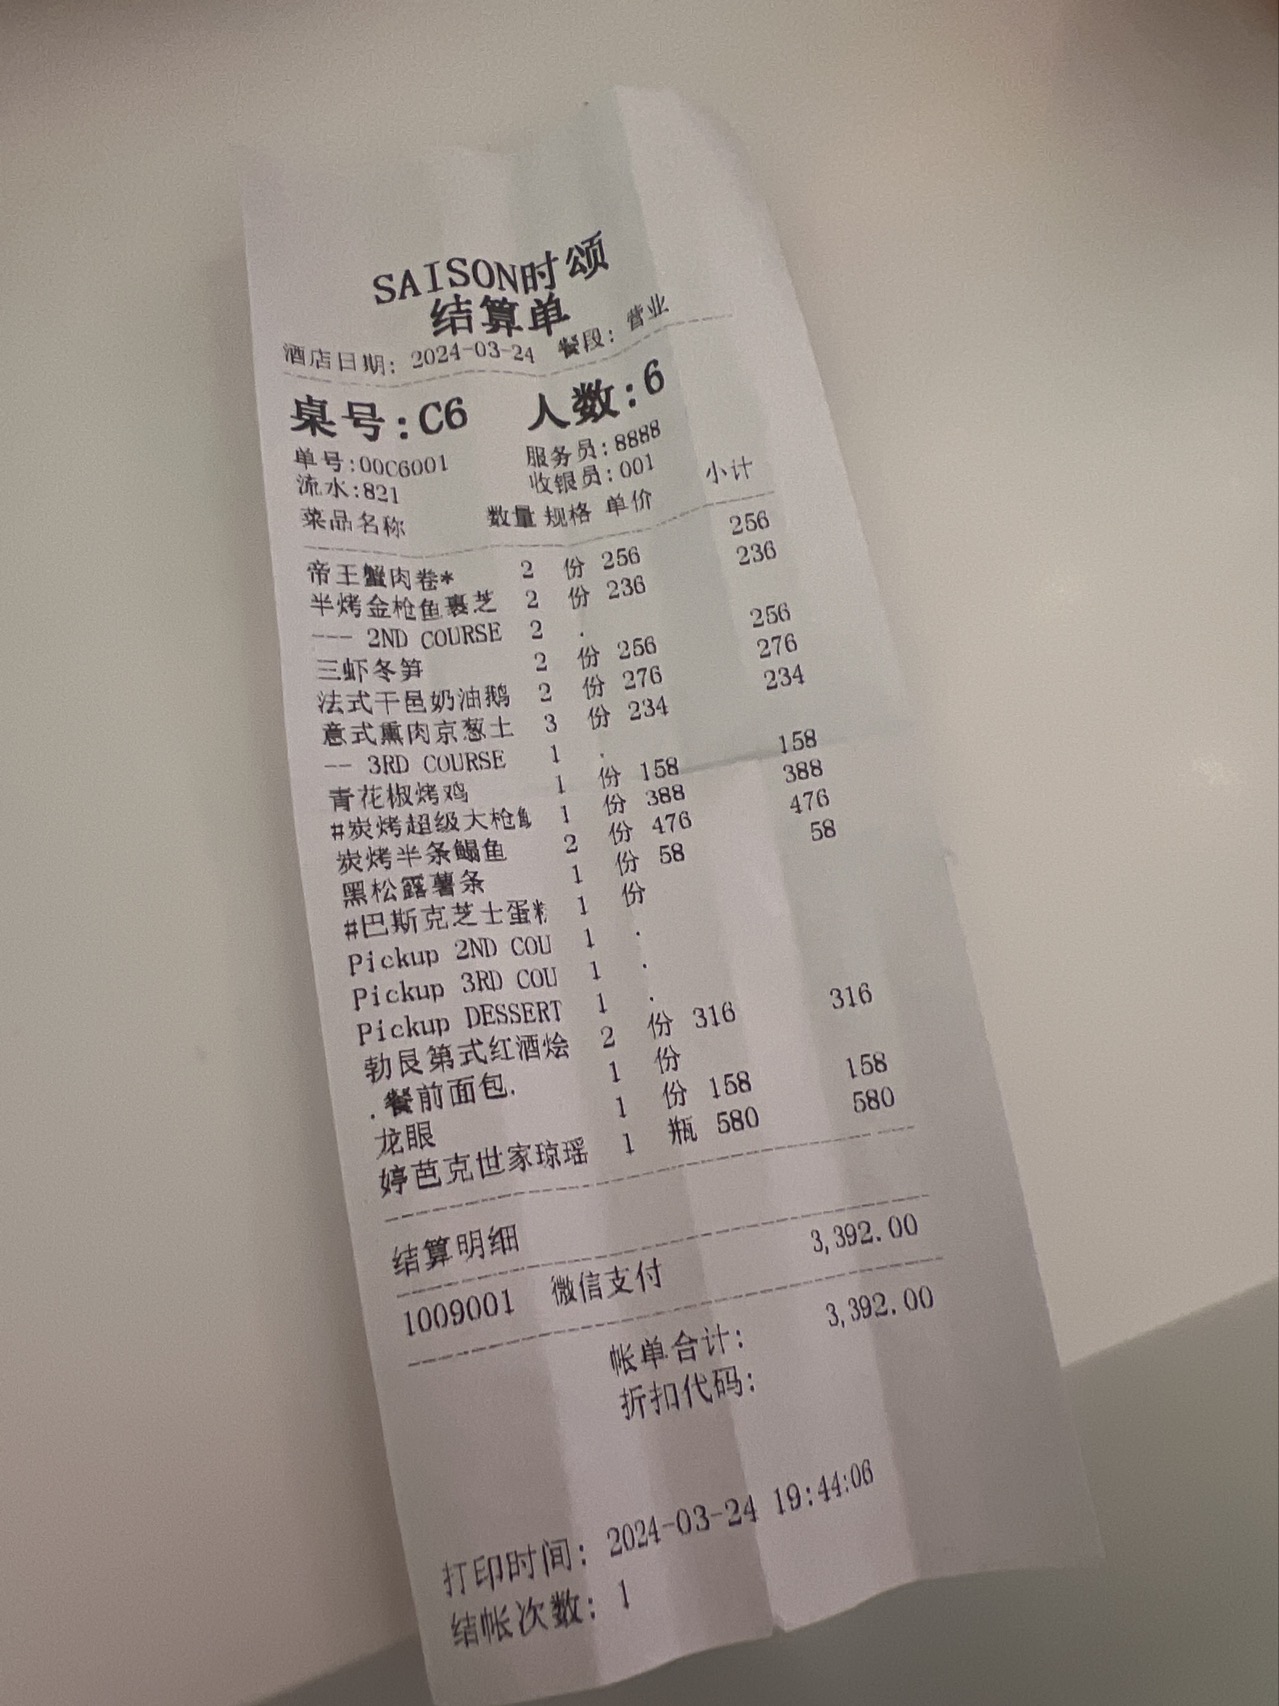 SAISON时颂
结算单
酒店日期: 2024-03-24 餐段: 营业
桌号:C6 人数:6
单号:00C6001 服务员:8888
流水:821 收银员:001
菜品名称 数量 规格 单价 小计
帝王蟹肉卷* 2 份 256 256
半烤金枪鱼裹芝 2 份 236 236
--- 2ND COURSE 2 .
三虾冬笋 2 份 256 256
法式干邑奶油鹅 2 份 276 276
意式熏肉京葱土 3 份 234 234
-- 3RD COURSE 1 .
青花椒烤鸡 1 份 158 158
#炭烤超级大枪鱼 1 份 388 388
炭烤半条鳎鱼 2 份 476 476
黑松露薯条 1 份 58 58
#巴斯克芝士蛋糕 1 份
Pickup 2ND COU 1 .
Pickup 3RD COU 1 .
Pickup DESSERT 1 .
勃艮第式红酒烩 2 份 316 316
.餐前面包. 1 份
龙眼 1 份 158 158
婷芭克世家琼瑶 1 瓶 580 580
结算明细
1009001 微信支付 3,392.00
帐单合计: 3,392.00
折扣代码:
打印时间: 2024-03-24 19:44:06
结帐次数: 1